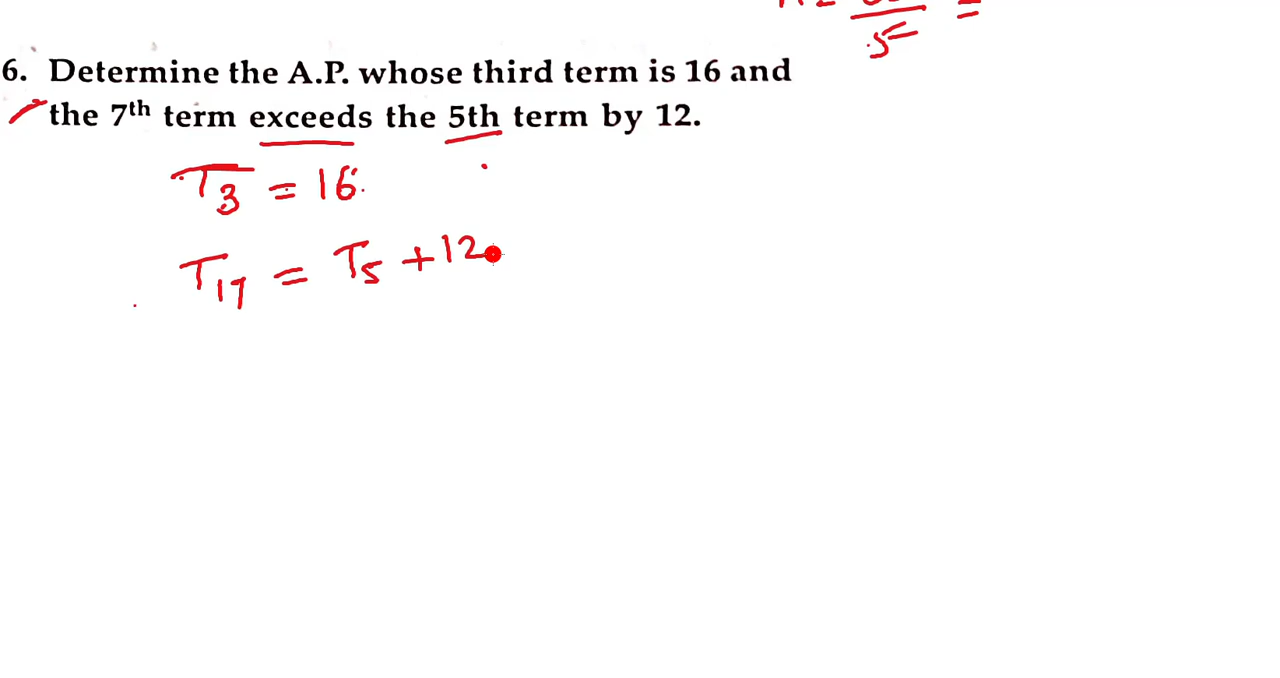 6. Determine the A.P. whose third term is 16 and
the 7th term exceeds the 5th term by 12.
T3 = 16
T17 = T5 + 12